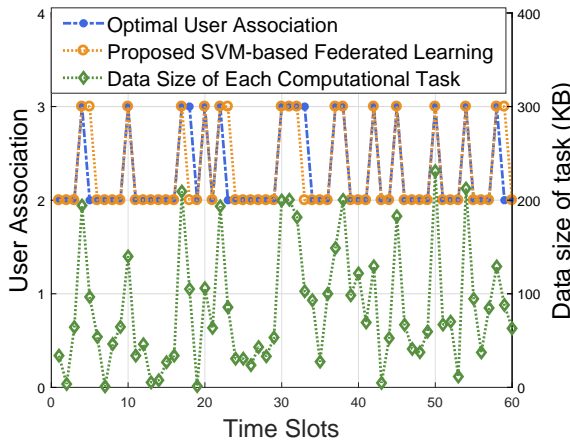 Optimal User Association
Proposed SVM-based Federated Learning
Data Size of Each Computational Task
4
3
2
1
0
User Association
400
300
200
100
0
Data size of task (KB)
0 10 20 30 40 50 60
Time Slots